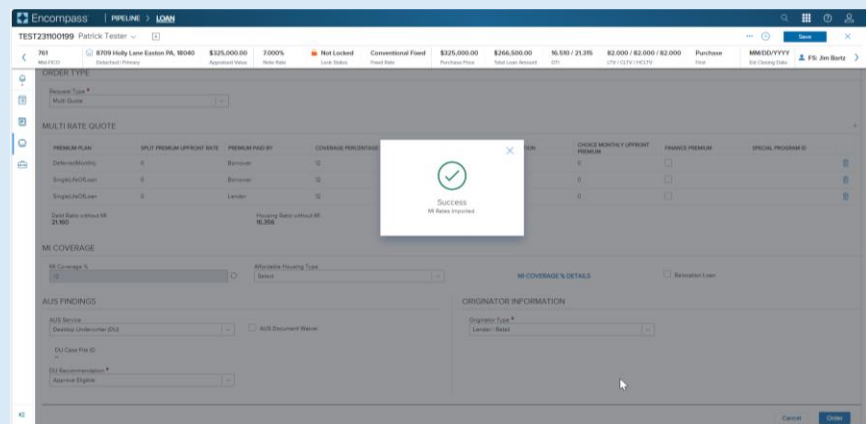 Encompass PIPELINE > LOAN
TEST231100199 Patrick Tester
Save
761 8709 Holly Lane Easton PA, 18040 $325,000.00 7.000% Not Locked Conventional Fixed $325,000.00 $266,500.00 16.510 / 21.315 82.000 / 82.000 / 82.000 Purchase MM/DD/YYYY FS: Jim Bartz
Mid-FICO Detached | Primary Appraised Value Note Rate Lock Status Fixed Rate Purchase Price Total Loan Amount DTI LTV / CLTV / HCLTV Est Closing Date
ORDER TYPE
Request Type *
Multi Quote
MULTI RATE QUOTE
PREMIUM PLAN SPLIT PREMIUM UPFRONT RATE PREMIUM PAID BY COVERAGE PERCENTAGE CHOICE MONTHLY UPFRONT PREMIUM FINANCE PREMIUM SPECIAL PROGRAM ID
DeferredMonthly 0 Borrower 12 0
SingleLifeOfLoan 0 Borrower 12 0
SingleLifeOfLoan 0 Lender 12 0
Success
MI Rates Imported
Debt Ratio without MI Housing Ratio without MI
21.160 16.356
MI COVERAGE
MI Coverage % Affordable Housing Type
12 Select MI COVERAGE % DETAILS Relocation Loan
AUS FINDINGS ORIGINATOR INFORMATION
AUS Service Originator Type *
Desktop Underwriter (DU) AUS Document Waiver Lender / Retail
DU Case File ID
--
DU Recommendation *
Approve Eligible
Cancel Order